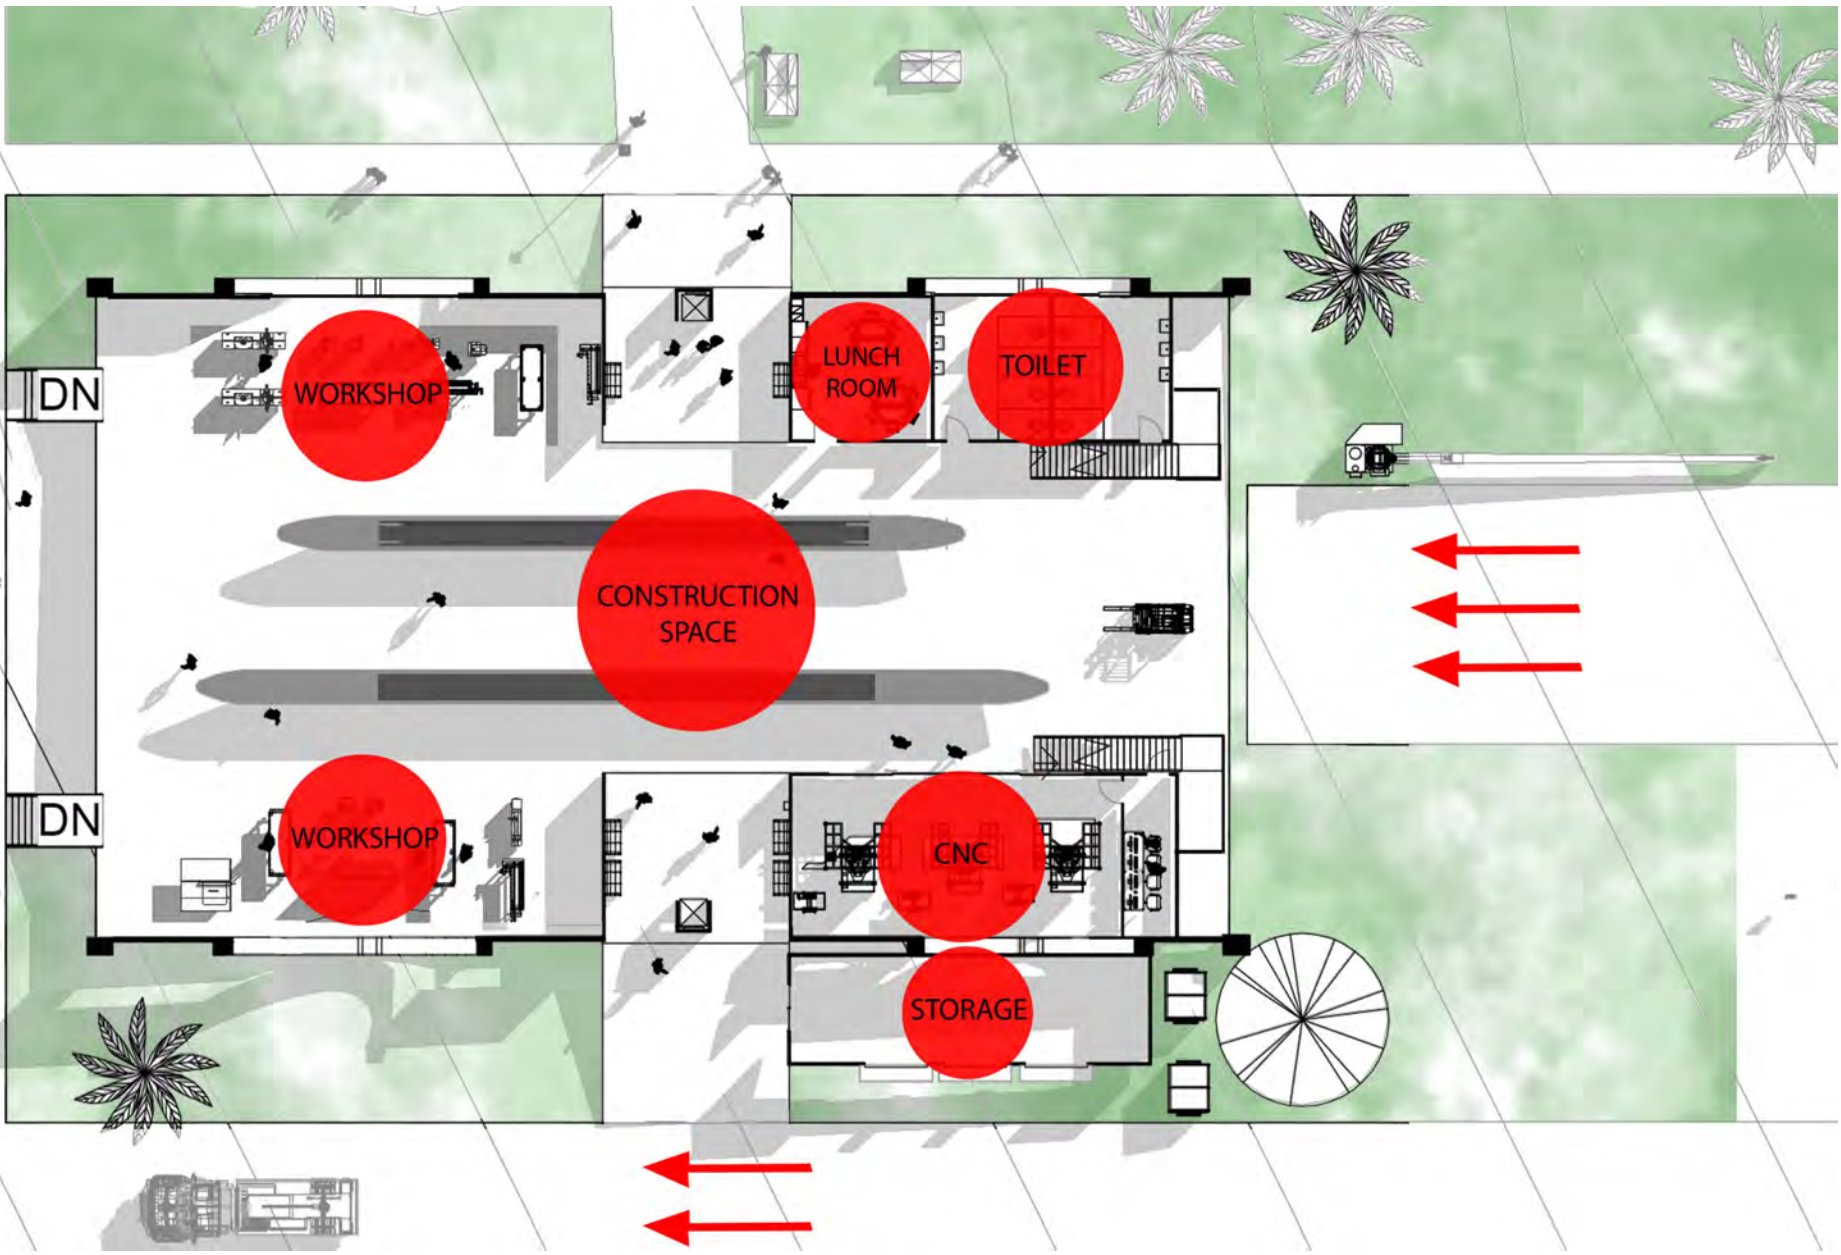 LUNCH
ROOM
TOILET
WORKSHOP
DN
CONSTRUCTION
SPACE
DN
WORKSHOP
CNC
STORAGE